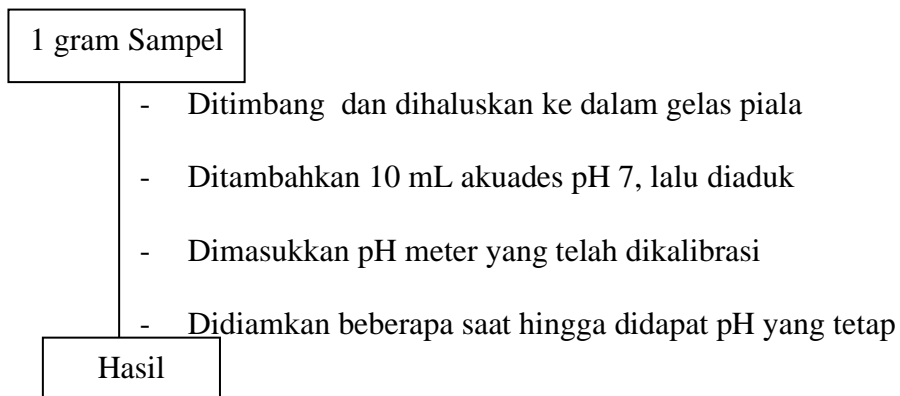 1 gram Sampel
- Ditimbang dan dihaluskan ke dalam gelas piala
- Ditambahkan 10 mL akuades pH 7, lalu diaduk
- Dimasukkan pH meter yang telah dikalibrasi
- Didiamkan beberapa saat hingga didapat pH yang tetap
Hasil